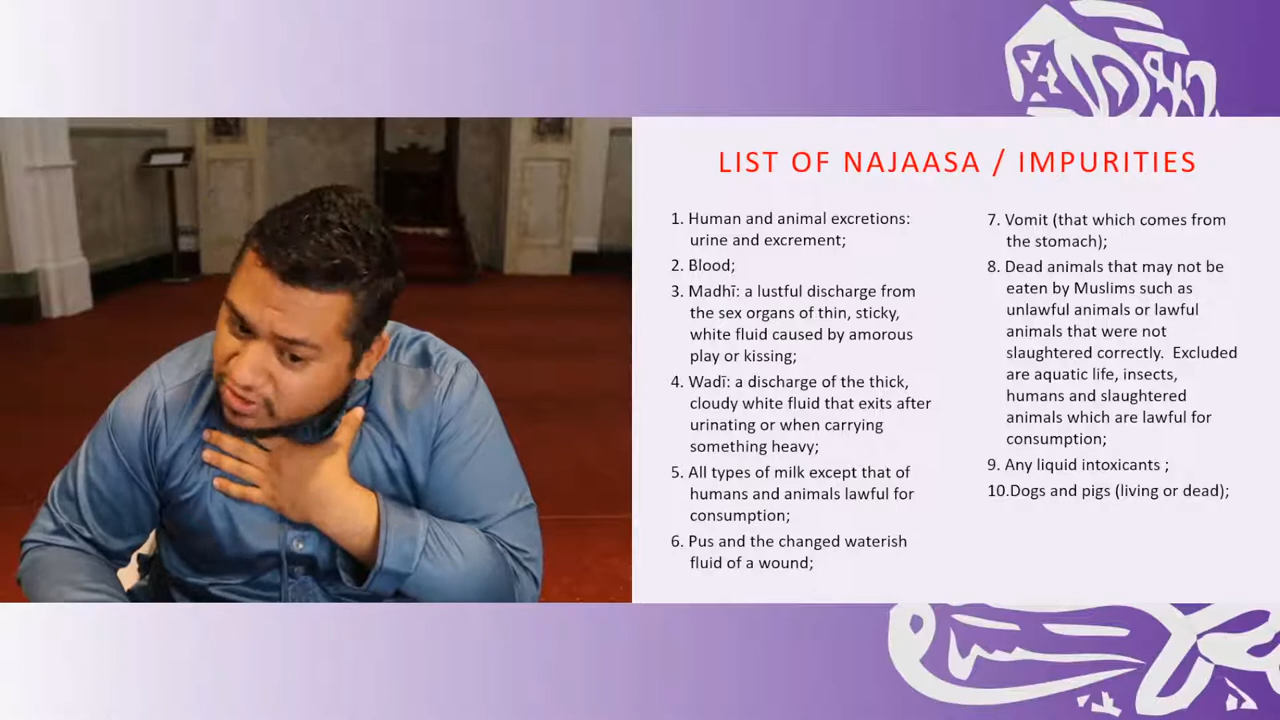 LIST OF NAJAASA / IMPURITIES
1. Human and animal excretions:
urine and excrement;
2. Blood;
3. Madhī: a lustful discharge from
the sex organs of thin, sticky,
white fluid caused by amorous
play or kissing;
4. Wadī: a discharge of the thick,
cloudy white fluid that exits after
urinating or when carrying
something heavy;
5. All types of milk except that of
humans and animals lawful for
consumption;
6. Pus and the changed waterish
fluid of a wound;
7. Vomit (that which comes from
the stomach);
8. Dead animals that may not be
eaten by Muslims such as
unlawful animals or lawful
animals that were not
slaughtered correctly.  Excluded
are aquatic life, insects,
humans and slaughtered
animals which are lawful for
consumption;
9. Any liquid intoxicants ;
10.Dogs and pigs (living or dead);